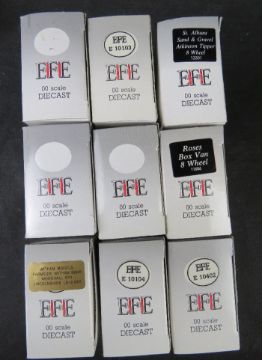 EFE
00 scale
DIECAST
EFE
E 10103
EFE
00 scale
DIECAST
St. Albans
Sand & Gravel
Atkinson Tipper
8 Wheel
EFE
00 scale
DIECAST
EFE
00 scale
DIECAST
EFE
00 scale
DIECAST
Roses
Box Van
8 Wheel
EFE
00 scale
DIECAST
EFE
00 scale
DIECAST
EFE
E 10104
EFE
00 scale
DIECAST
EFE
E 10402
EFE
00 scale
DIECAST